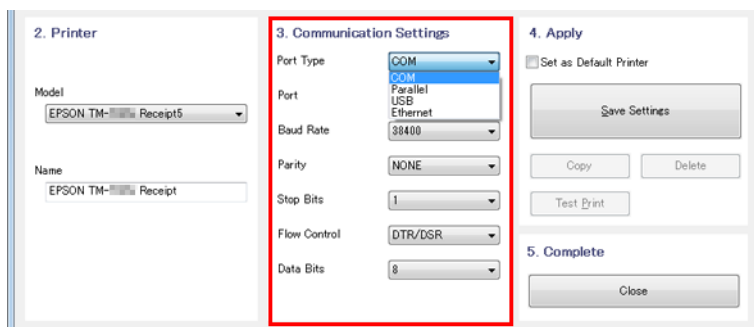 2. Printer
Model
EPSON TM- Receipt5
Name
EPSON TM- Receipt
3. Communication Settings
Port Type
COM
COM
Parallel
USB
Ethernet
Port
Baud Rate
38400
Parity
NONE
Stop Bits
1
Flow Control
DTR/DSR
Data Bits
8
4. Apply
Set as Default Printer
Save Settings
Copy
Delete
Test Print
5. Complete
Close